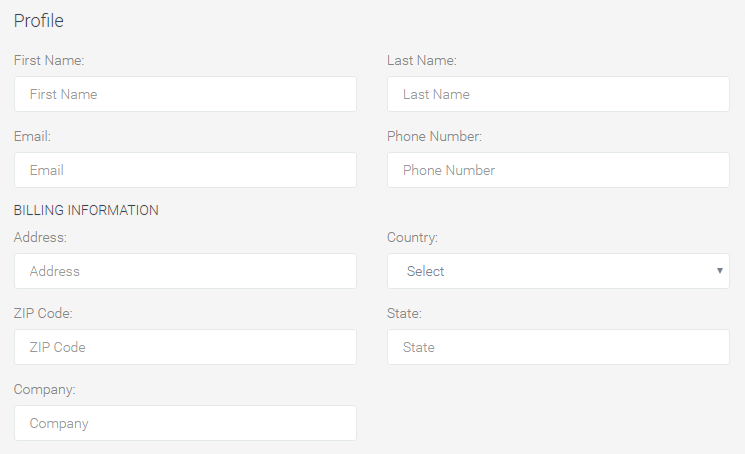 Profile
First Name: Last Name:
First Name Last Name
Email: Phone Number:
Email Phone Number
BILLING INFORMATION
Address: Country:
Address Select
ZIP Code: State:
ZIP Code State
Company:
Company